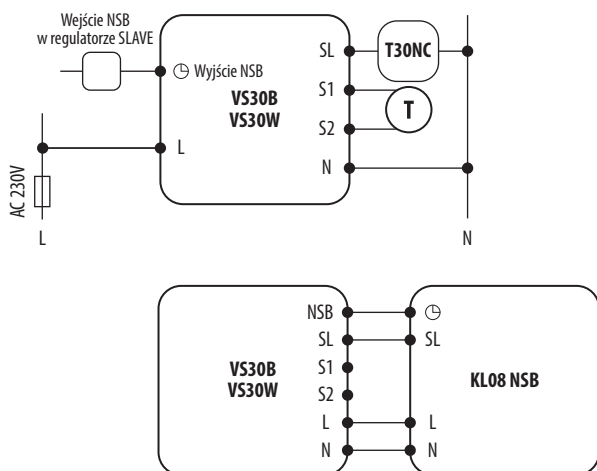 Wejście NSB
w regulatorze SLAVE
Wyjście NSB
VS30B
VS30W
L
SL
S1
S2
N
T30NC
T
AC 230V
L
N
VS30B
VS30W
NSB
SL
S1
S2
L
N
SL
L
N
KL08 NSB